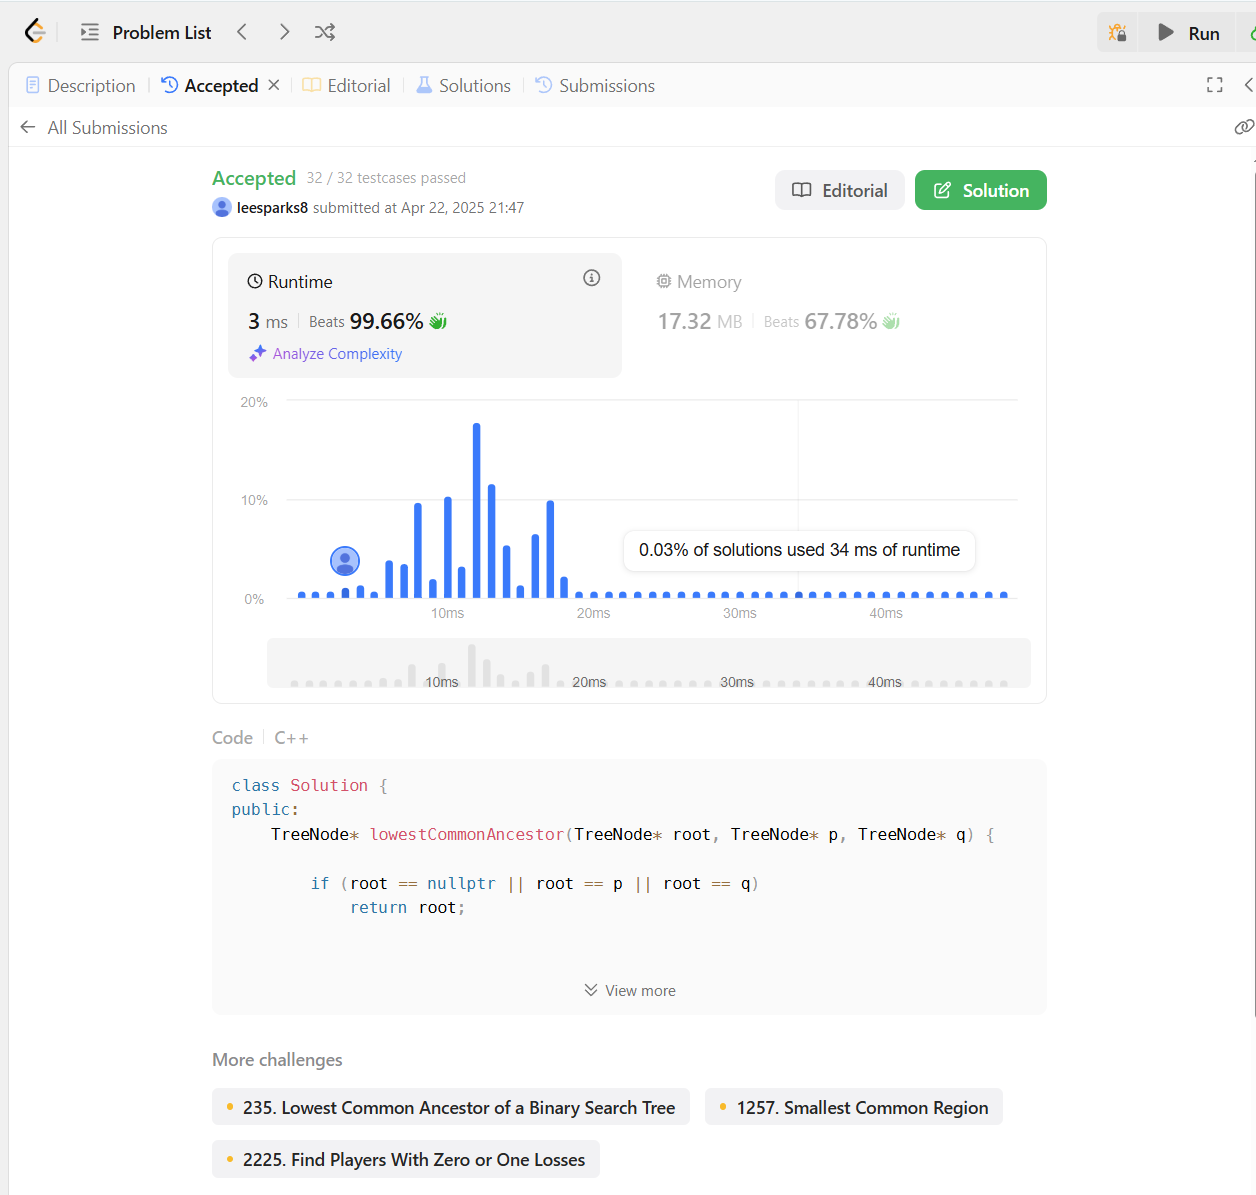 Problem List
Run
Description
Accepted
Editorial
Solutions
Submissions
All Submissions
Accepted 32 / 32 testcases passed
leesparks8 submitted at Apr 22, 2025 21:47
Editorial
Solution
Runtime
3 ms Beats 99.66%
Analyze Complexity
Memory
17.32 MB Beats 67.78%
20%
10%
0%
0.03% of solutions used 34 ms of runtime
10ms 20ms 30ms 40ms
10ms 20ms 30ms 40ms
Code C++
class Solution {
public:
    TreeNode* lowestCommonAncestor(TreeNode* root, TreeNode* p, TreeNode* q) {
        if (root == nullptr || root == p || root == q)
            return root;
View more
More challenges
235. Lowest Common Ancestor of a Binary Search Tree
1257. Smallest Common Region
2225. Find Players With Zero or One Losses